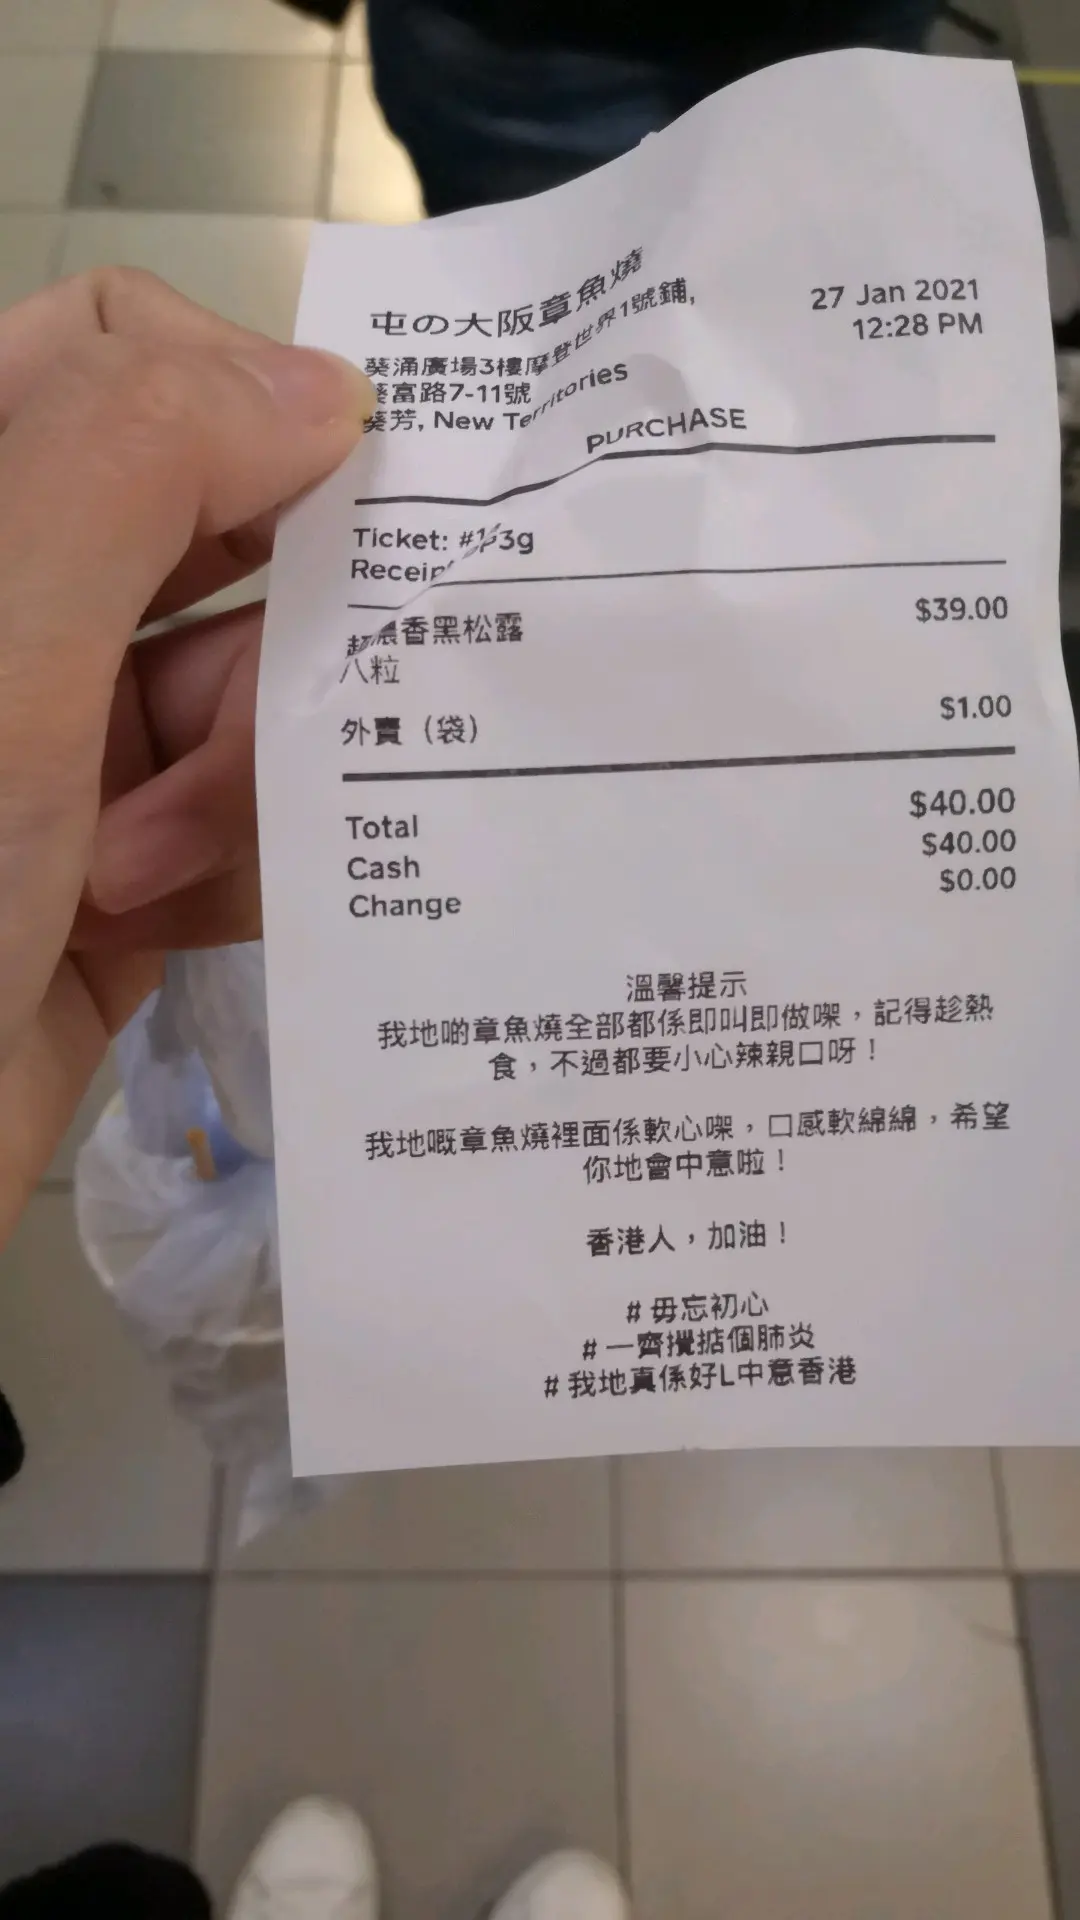 屯の大阪章魚燒
27 Jan 2021
12:28 PM
葵涌廣場3樓摩登世界1號鋪,
葵富路7-11號
葵芳, New Territories
PURCHASE
Ticket:
超濃香黑松露 $39.00
八粒
外賣（袋） $1.00
Total $40.00
Cash $40.00
Change $0.00
溫馨提示
我地啲章魚燒全部都係即叫即做㗎，記得趁熱
食，不過都要小心辣親口呀！
我地嘅章魚燒裡面係軟心㗎，口感軟綿綿，希望
你地會中意啦！
香港人，加油！
# 毋忘初心
# 一齊攪掂個肺炎
# 我地真係好L中意香港